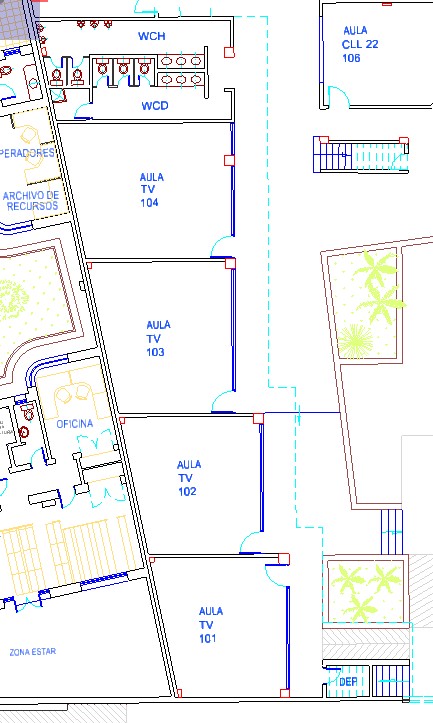 WCH
AULA
CLL 22
106
WCD
PERADORES
ARCHIVO DE
RECURSOS
AULA
TV
104
AULA
TV
103
OFICINA
AULA
TV
102
AULA
TV
101
ZONA ESTAR
DEP